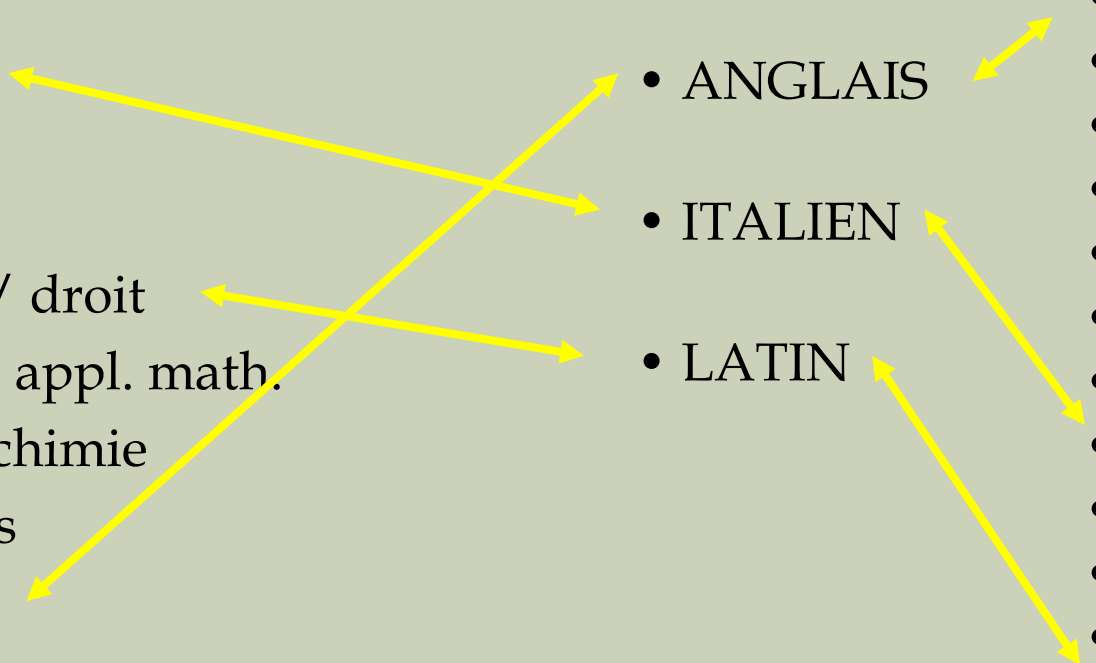 • ANGLAIS
• ITALIEN
• LATIN
/ droit
appl. math.
chimie
s